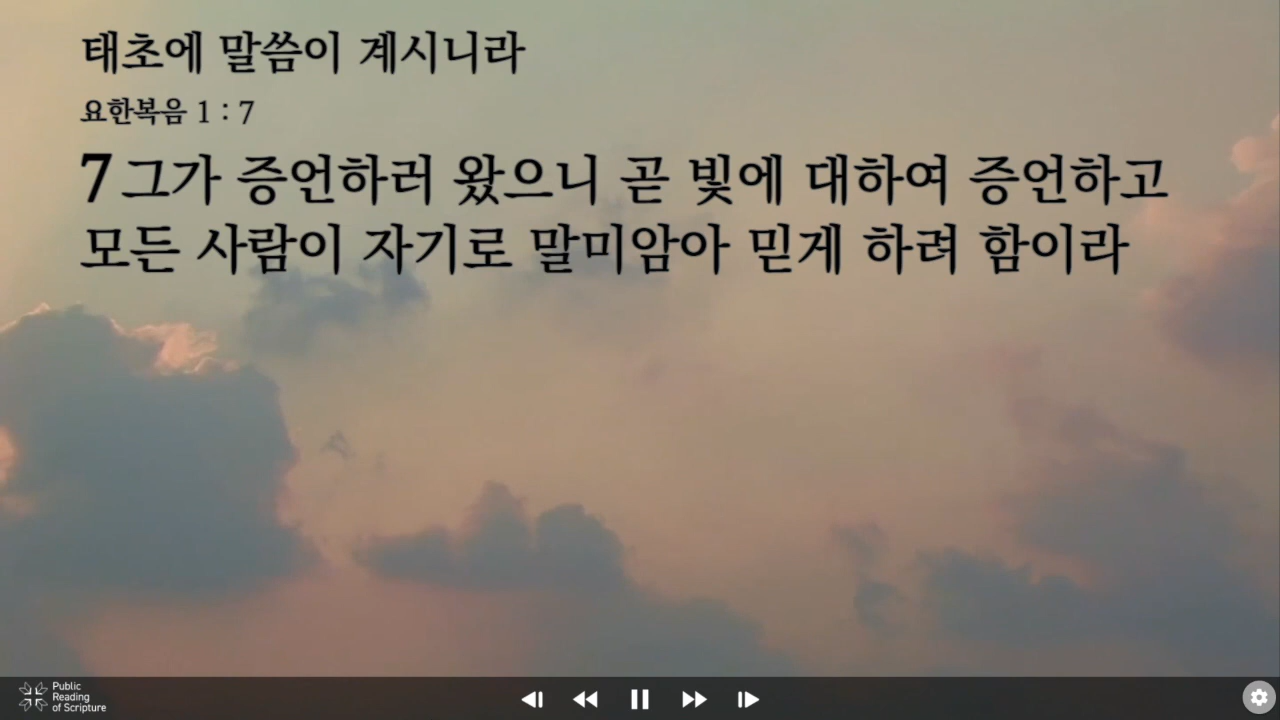 태초에 말씀이 계시니라
요한복음 1 : 7
7 그가 증언하러 왔으니 곧 빛에 대하여 증언하고
모든 사람이 자기로 말미암아 믿게 하려 함이라
Public
Reading
of Scripture